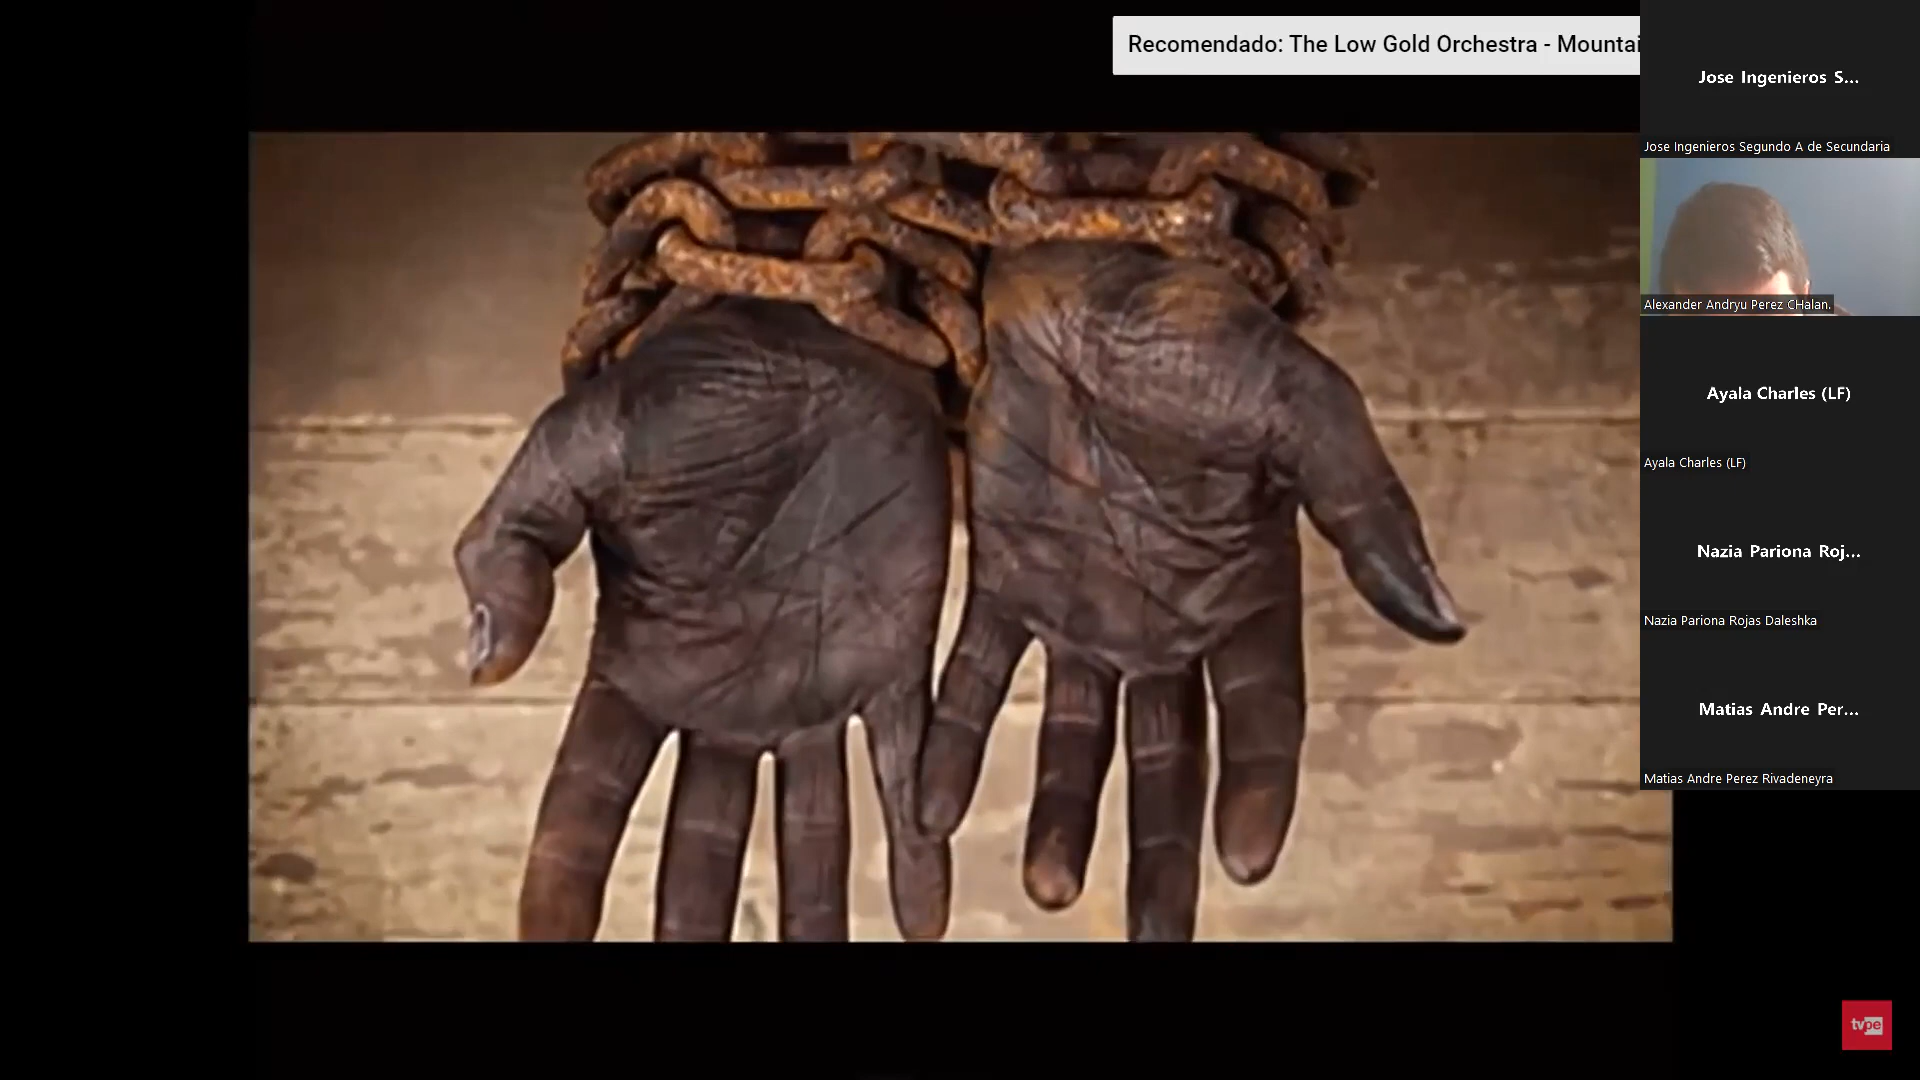 Recomendado: The Low Gold Orchestra - Mountai
Jose Ingenieros S...
Jose Ingenieros Segundo A de Secundaria
Alexander Andryu Perez CHalan.
Ayala Charles (LF)
Ayala Charles (LF)
Nazia Pariona Roj...
Nazia Pariona Rojas Daleshka
Matias Andre Per...
Matias Andre Perez Rivadeneyra
tvpe